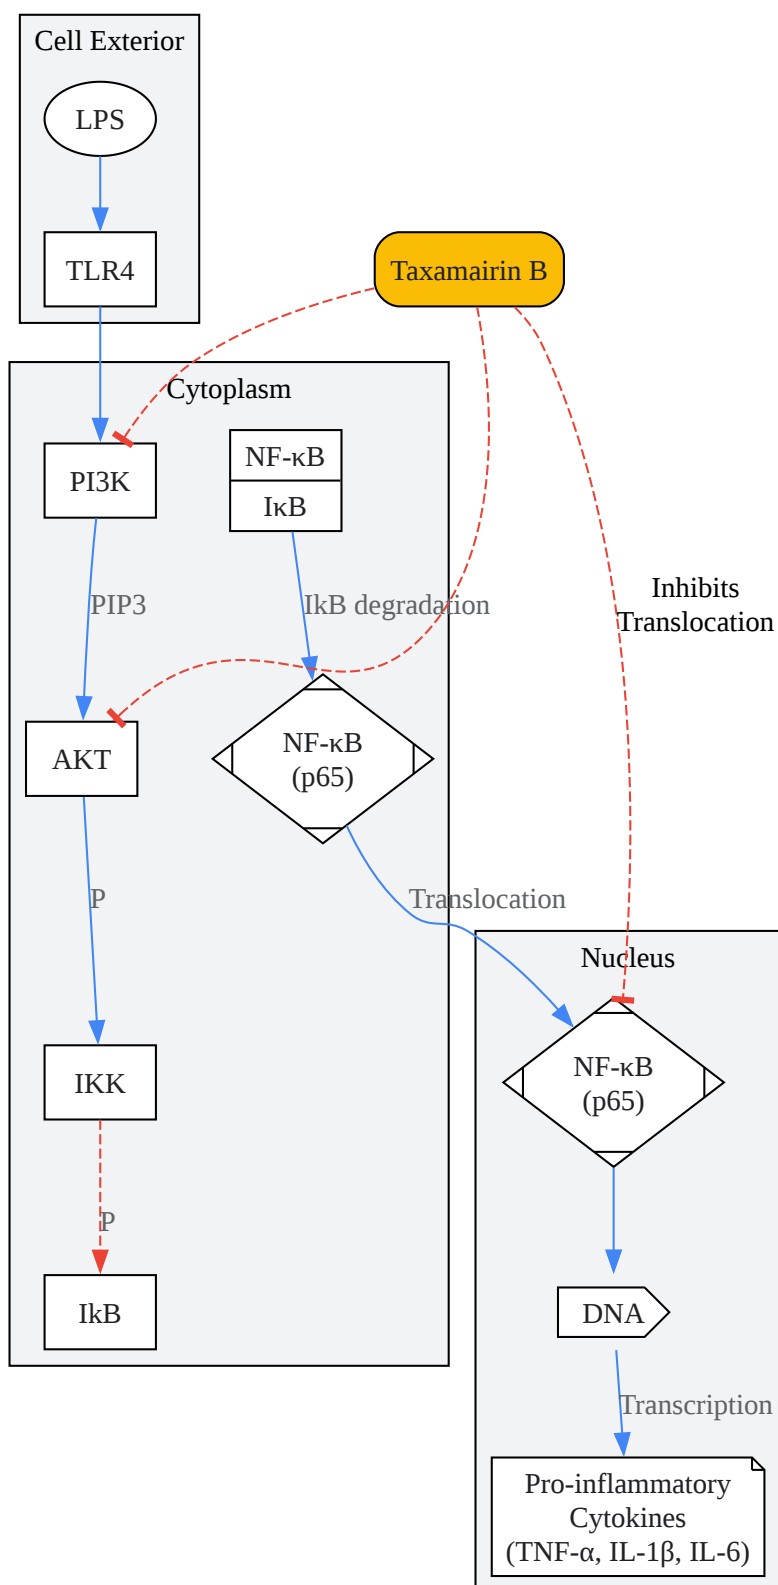 Cell Exterior
LPS
TLR4
Taxamairin B
Cytoplasm
PI3K
NF-κB
IκB
PIP3
IkB degradation
Inhibits
Translocation
AKT
NF-κB
(p65)
P
Translocation
Nucleus
IKK
NF-κB
(p65)
P
IkB
DNA
Transcription
Pro-inflammatory
Cytokines
(TNF-α, IL-1β, IL-6)